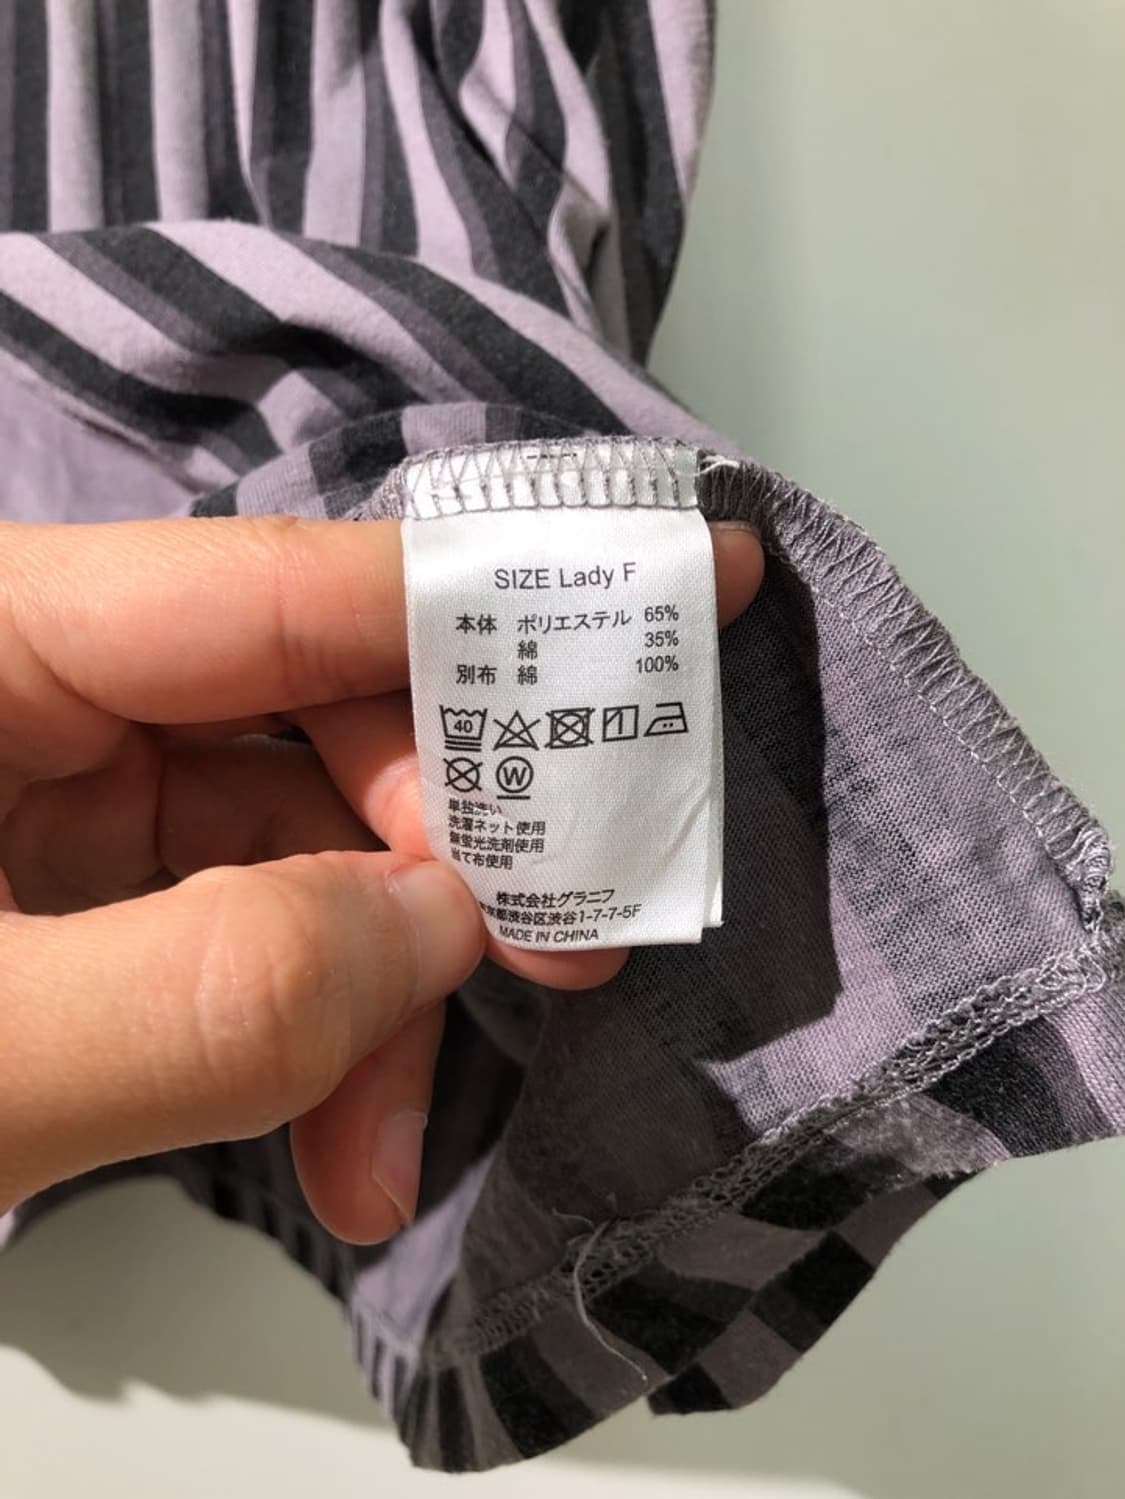 SIZE Lady F
本体 ポリエステル 65%
綿 35%
別布 綿 100%
40
W
単独洗い
洗濯ネット使用
無蛍光洗剤使用
当て布使用
株式会社グラニフ
京都渋谷区渋谷1-7-7-5F
MADE IN CHINA